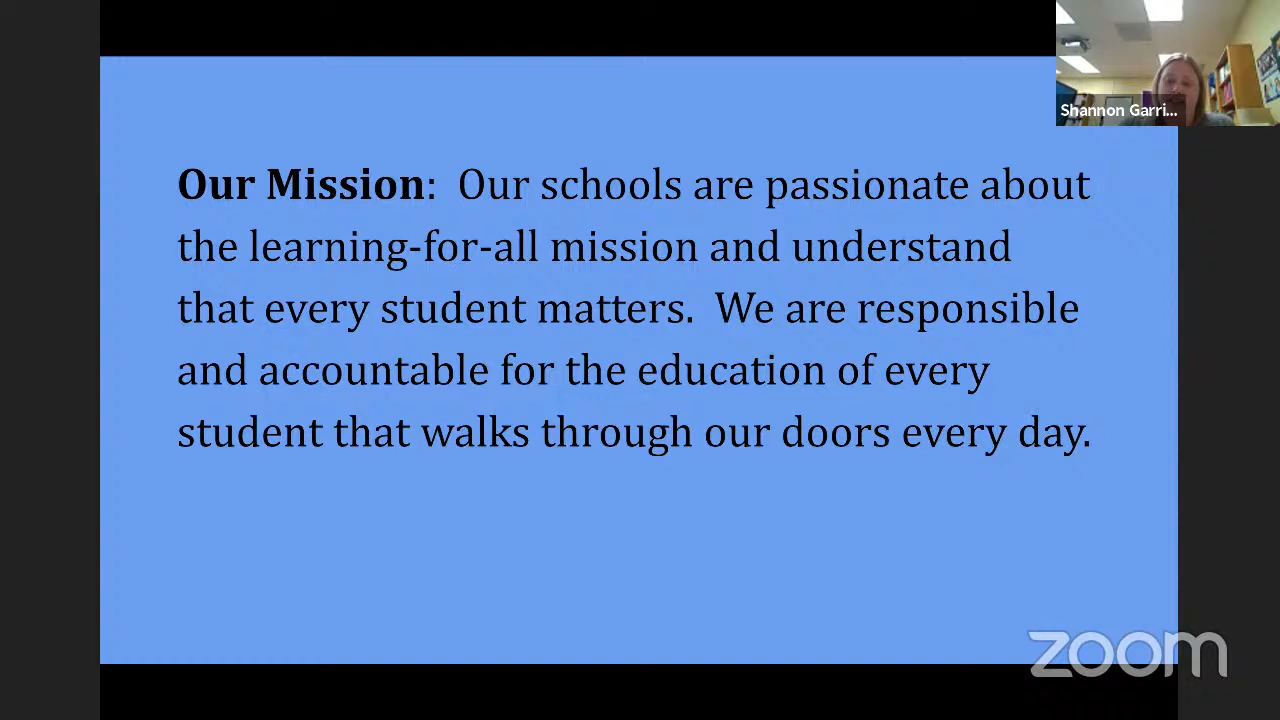 Shannon Garri...
Our Mission:  Our schools are passionate about
the learning-for-all mission and understand
that every student matters.  We are responsible
and accountable for the education of every
student that walks through our doors every day.
zoom